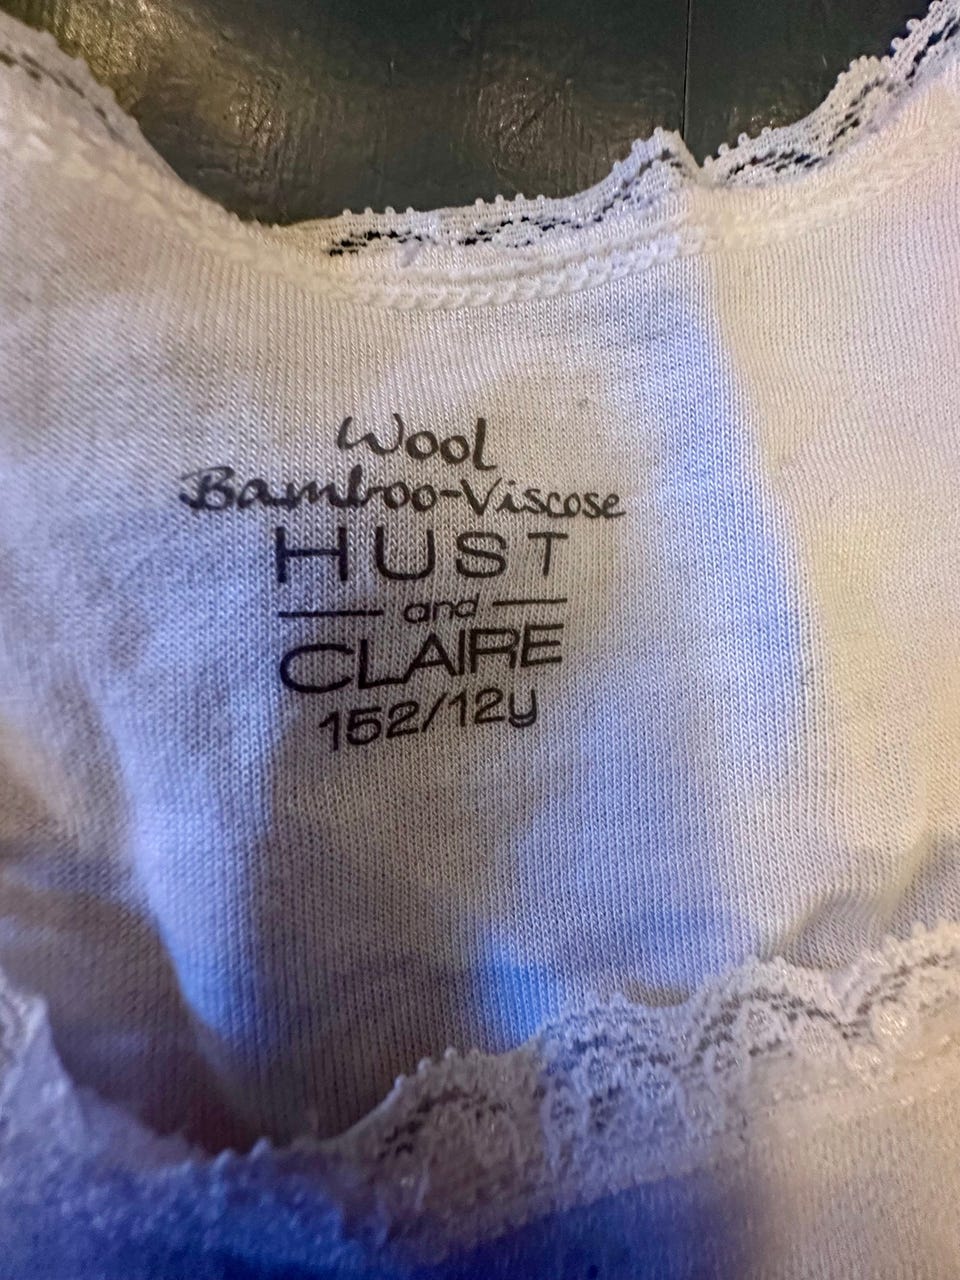 Wool
Bamboo-Viscose
HUST
and
CLAIRE
152/12y